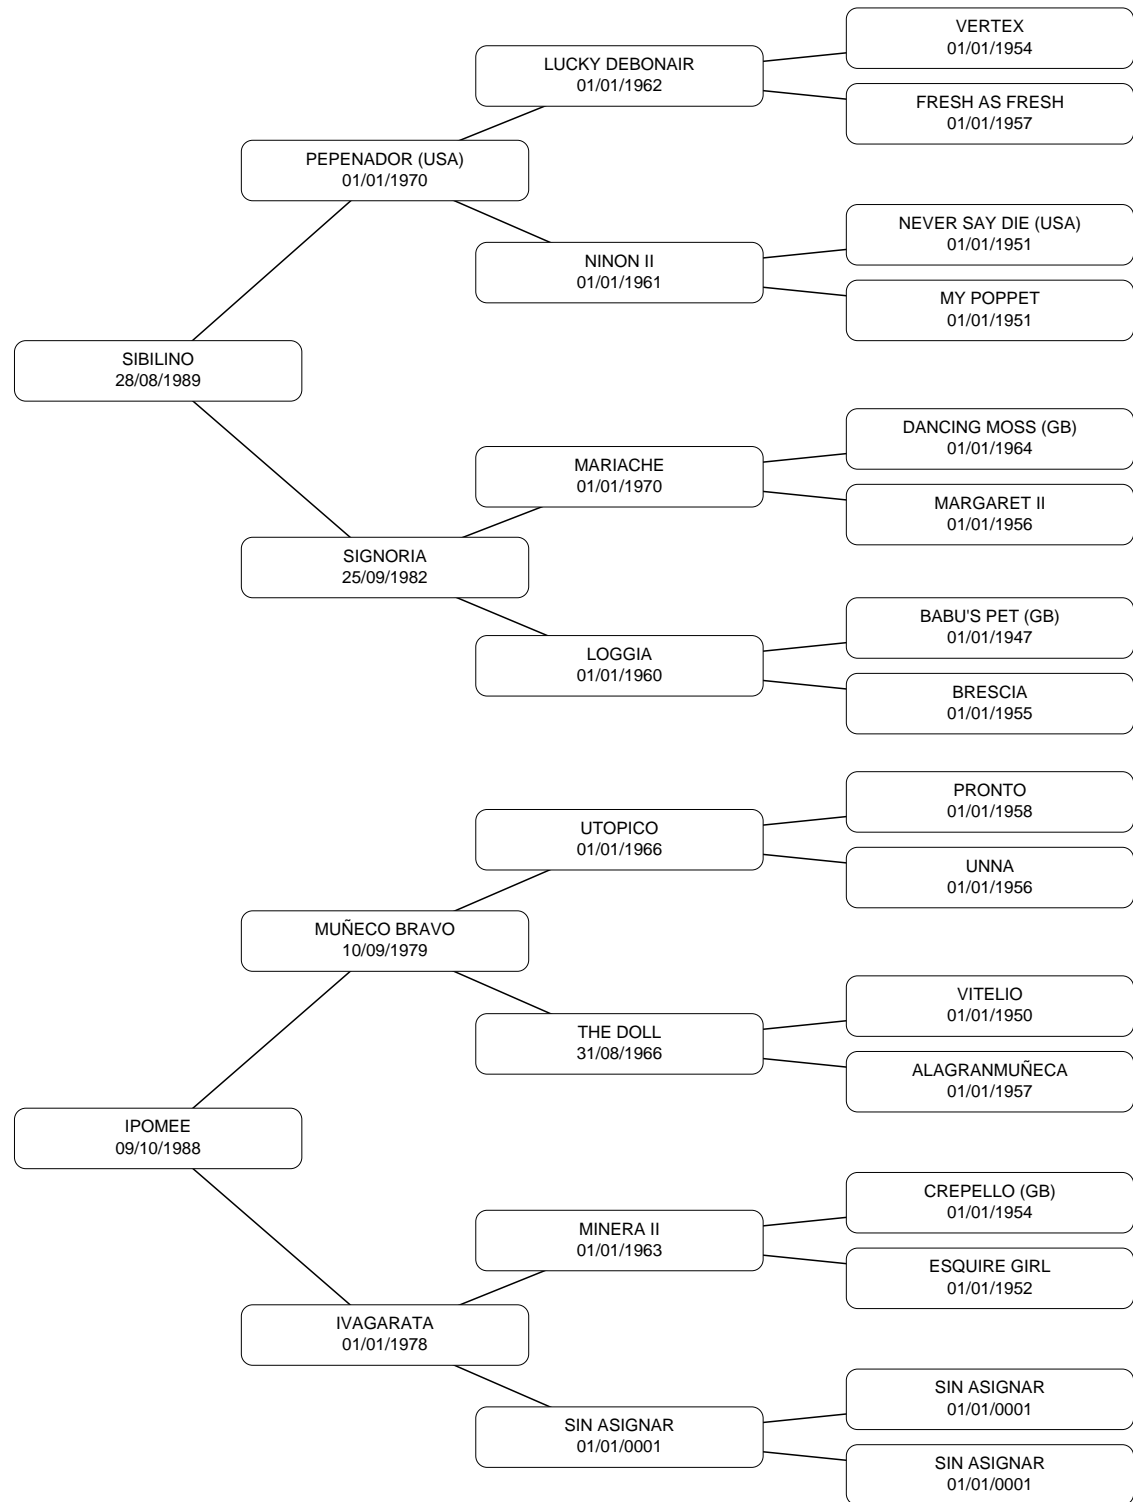 VERTEX
01/01/1954
LUCKY DEBONAIR
01/01/1962
FRESH AS FRESH
01/01/1957
PEPENADOR (USA)
01/01/1970
NEVER SAY DIE (USA)
01/01/1951
NINON II
01/01/1961
MY POPPET
01/01/1951
SIBILINO
28/08/1989
DANCING MOSS (GB)
01/01/1964
MARIACHE
01/01/1970
MARGARET II
01/01/1956
SIGNORIA
25/09/1982
BABU'S PET (GB)
01/01/1947
LOGGIA
01/01/1960
BRESCIA
01/01/1955
PRONTO
01/01/1958
UTOPICO
01/01/1966
UNNA
01/01/1956
MUÑECO BRAVO
10/09/1979
VITELIO
01/01/1950
THE DOLL
31/08/1966
ALAGRANMUÑECA
01/01/1957
IPOMEE
09/10/1988
CREPELLO (GB)
01/01/1954
MINERA II
01/01/1963
ESQUIRE GIRL
01/01/1952
IVAGARATA
01/01/1978
SIN ASIGNAR
01/01/0001
SIN ASIGNAR
01/01/0001
SIN ASIGNAR
01/01/0001